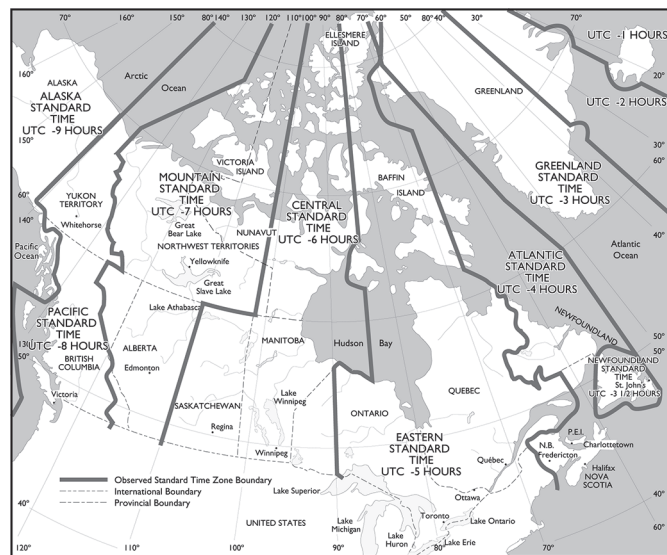 70° 150° 140° 120° 110° 100° 90° 80° 60° 80° 40° 30° 70°
UTC -1 HOURS
20°
UTC -2 HOURS
160°
150°
30°
60°
ELLESMERE
ISLAND
ALASKA
ALASKA
STANDARD
TIME
UTC -9 HOURS
Arctic
Ocean
GREENLAND
GREENLAND
STANDARD
TIME
UTC -3 HOURS
VICTORIA
ISLAND
BAFFIN
ISLAND
MOUNTAIN
STANDARD
TIME
UTC -7 HOURS
CENTRAL
STANDARD
TIME
UTC -6 HOURS
60°
140°
YUKON
TERRITORY
Whitehorse
Great
Bear Lake
NUNAVUT
NORTHWEST TERRITORIES
Yellowknife
Great
Slave Lake
Pacific
Ocean
Atlantic
Ocean
40°
ATLANTIC
STANDARD
TIME
UTC -4 HOURS
PACIFIC
STANDARD
TIME
UTC -8 HOURS
50°
BRITISH
COLUMBIA
Victoria
Lake Athabasca
ALBERTA
Edmonton
SASKATCHEWAN
Regina
MANITOBA
Lake
Winnipeg
Winnipeg
Hudson
Bay
ONTARIO
QUEBEC
EASTERN
STANDARD
TIME
UTC -5 HOURS
NEWFOUNDLAND
50°
50°
NEWFOUNDLAND
STANDARD
TIME
St. John's
UTC -3 1/2 HOURS
P.E.I.
Charlottetown
N.B.
Fredericton
Halifax
NOVA
SCOTIA
Québec
Ottawa
Toronto
Lake Ontario
Lake Erie
Lake
Huron
Lake
Michigan
Lake Superior
UNITED STATES
Observed Standard Time Zone Boundary
International Boundary
Provincial Boundary
40°
40°
60°
120° 110° 100° 90° 80° 70°